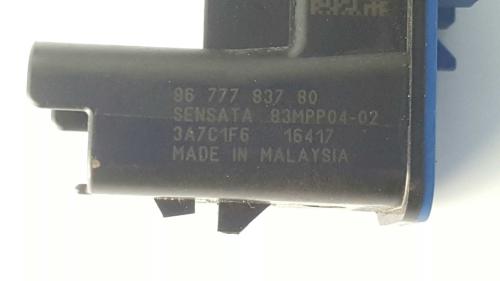 96 777 837 80
SENSATA 83MPP04-02
3A7C1F6 16417
MADE IN MALAYSIA